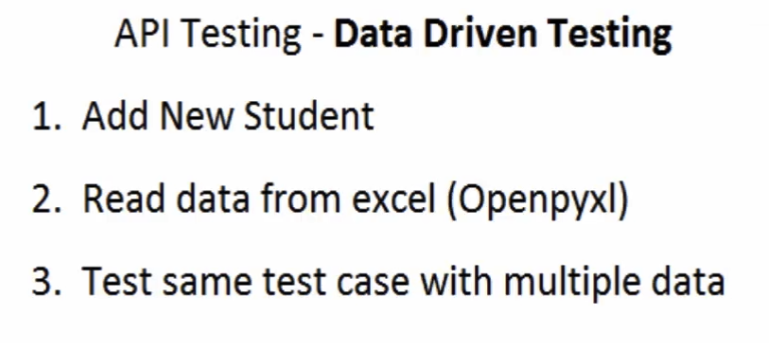 API Testing - Data Driven Testing
1. Add New Student
2. Read data from excel (Openpyxl)
3. Test same test case with multiple data